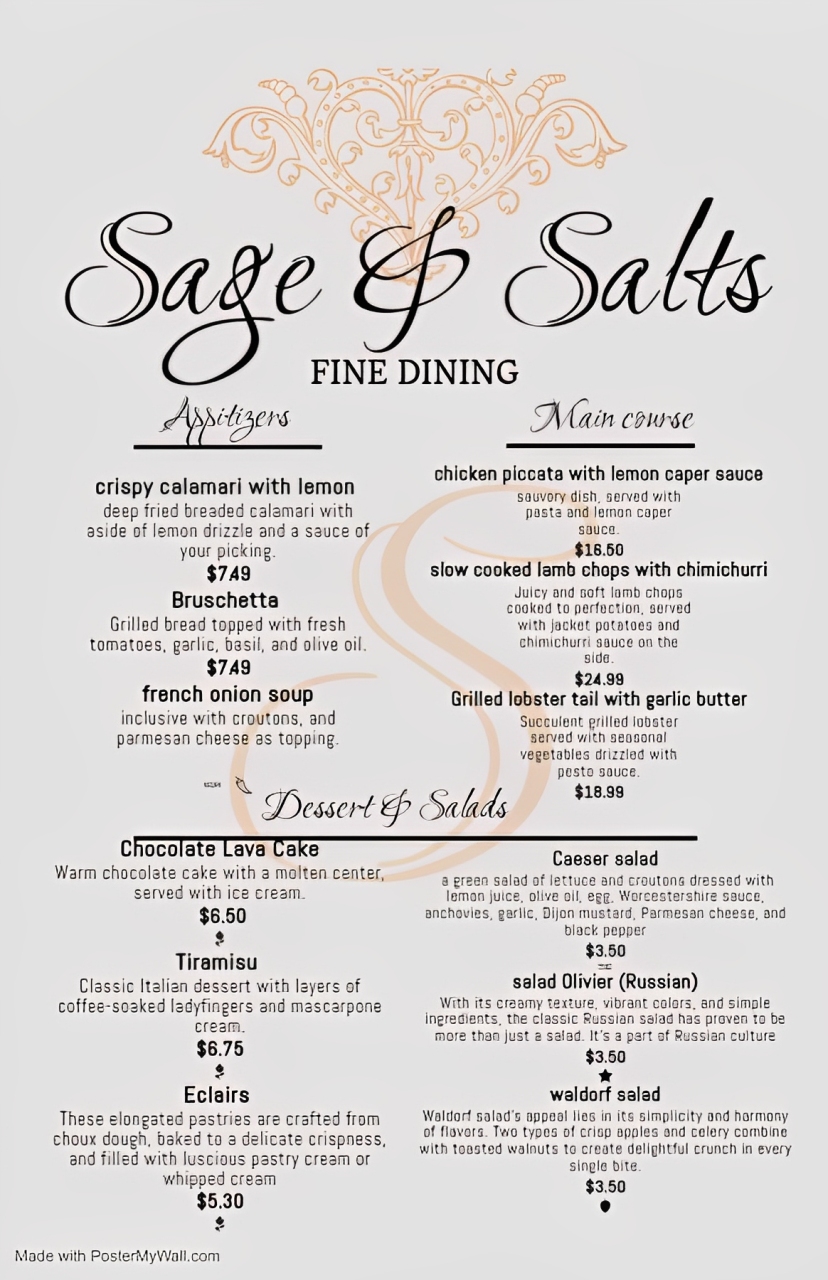 Sage & Salts
FINE DINING
Appitizers
crispy calamari with lemon
deep fried breaded calamari with
aside of lemon drizzle and a sauce of
your picking.
$7.49
Bruschetta
Grilled bread topped with fresh
tomatoes, garlic, basil, and olive oil.
$7.49
french onion soup
inclusive with croutons, and
parmesan cheese as topping.
Main course
chicken piccata with lemon caper sauce
sauvory dish, served with
pasta and lemon caper
sauce.
$16.50
slow cooked lamb chops with chimichurri
Juicy and soft lamb chops
cooked to perfection, served
with jacket potatoes and
chimichurri sauce on the
side.
$24.99
Grilled lobster tail with garlic butter
Succulent grilled lobster
served with seasonal
vegetables drizzled with
pesto sauce.
$18.99
Dessert & Salads
Chocolate Lava Cake
Warm chocolate cake with a molten center,
served with ice cream.
$6.50
Tiramisu
Classic Italian dessert with layers of
coffee-soaked ladyfingers and mascarpone
cream.
$6.75
Eclairs
These elongated pastries are crafted from
choux dough, baked to a delicate crispness,
and filled with luscious pastry cream or
whipped cream
$5.30
Caeser salad
a green salad of lettuce and croutons dressed with
lemon juice, olive oil, egg, Worcestershire sauce,
anchovies, garlic, Dijon mustard, Parmesan cheese, and
black pepper
$3.50
salad Olivier (Russian)
With its creamy texture, vibrant colors, and simple
ingredients, the classic Russian salad has proven to be
more than just a salad. It's a part of Russian culture
$3.50
waldorf salad
Waldorf salad's appeal lies in its simplicity and harmony
of flavors. Two types of crisp apples and celery combine
with toasted walnuts to create delightful crunch in every
single bite.
$3.50
Made with PosterMyWall.com